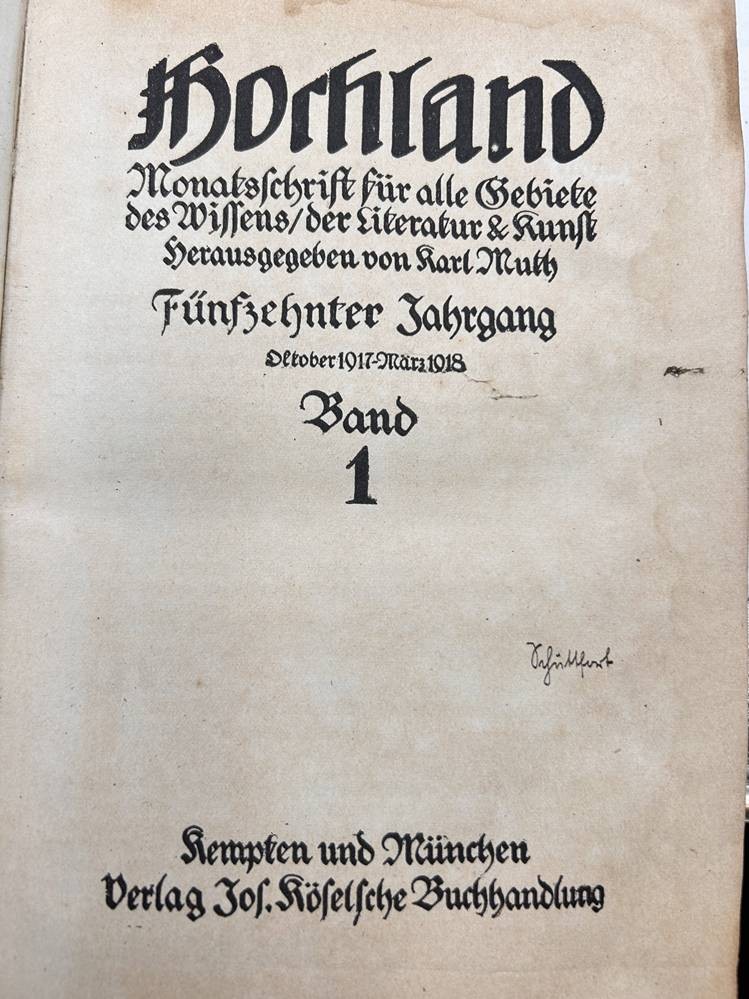 Hochland
Monatsschrift für alle Gebiete
des Wissens/der Literatur & Kunst
Herausgegeben von Karl Muth
Fünfzehnter Jahrgang
Oktober 1917-März 1918
Band
1
Schüttfort
Kempten und München
Verlag Jos. Köselsche Buchhandlung